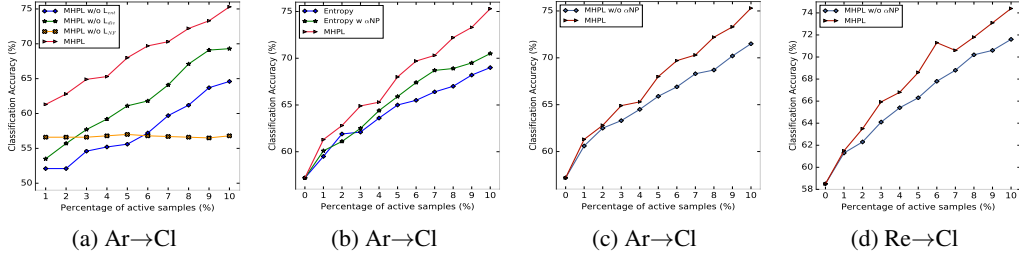 MHPL w/o L_rel
MHPL w/o L_div
MHPL w/o L_NF
MHPL
Classification Accuracy (%)
75
70
65
60
55
50
1 2 3 4 5 6 7 8 9 10
Percentage of active samples (%)
(a) Ar→Cl
Entropy
Entropy w αNP
MHPL
Classification Accuracy (%)
75
70
65
60
0 1 2 3 4 5 6 7 8 9 10
Percentage of active samples (%)
(b) Ar→Cl
MHPL w/o αNP
MHPL
Classification Accuracy (%)
75
70
65
60
0 1 2 3 4 5 6 7 8 9 10
Percentage of active samples (%)
(c) Ar→Cl
MHPL w/o αNP
MHPL
Classification Accuracy (%)
74
72
70
68
66
64
62
60
58
0 1 2 3 4 5 6 7 8 9 10
Percentage of active samples (%)
(d) Re→Cl